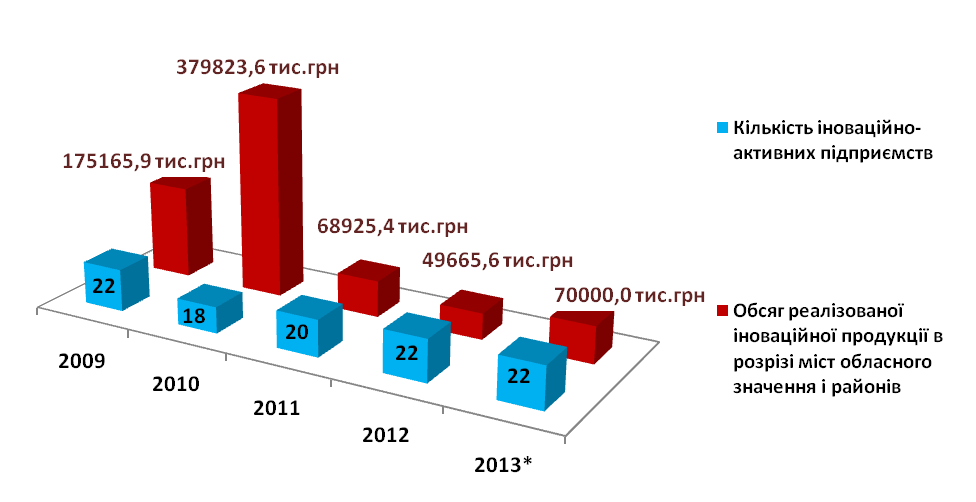 379823,6 тис.грн
175165,9 тис.грн
68925,4 тис.грн
49665,6 тис.грн
70000,0 тис.грн
22
18
20
22
22
2009
2010
2011
2012
2013*
Кількість іноваційно-
активних підприємств
Обсяг реалізованої
іноваційної продукції в
розрізі міст обласного
значення і районів